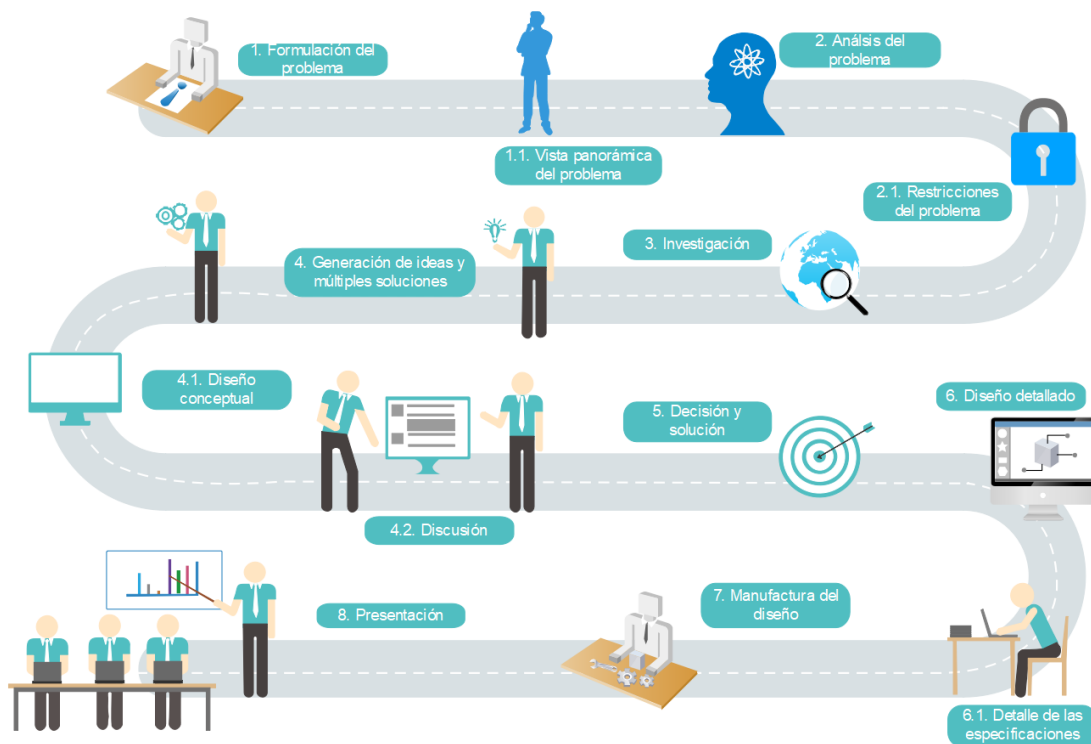 1. Formulación del
problema
2. Análsis del
problema
1.1. Vista panorámica
del problema
2.1. Restricciones
del problema
3. Investigación
4. Generación de ideas y
múltiples soluciones
4.1. Diseño
conceptual
4.2. Discusión
5. Decisión y
solución
6. Diseño detallado
6.1. Detalle de las
especificaciones
7. Manufactura del
diseño
8. Presentación